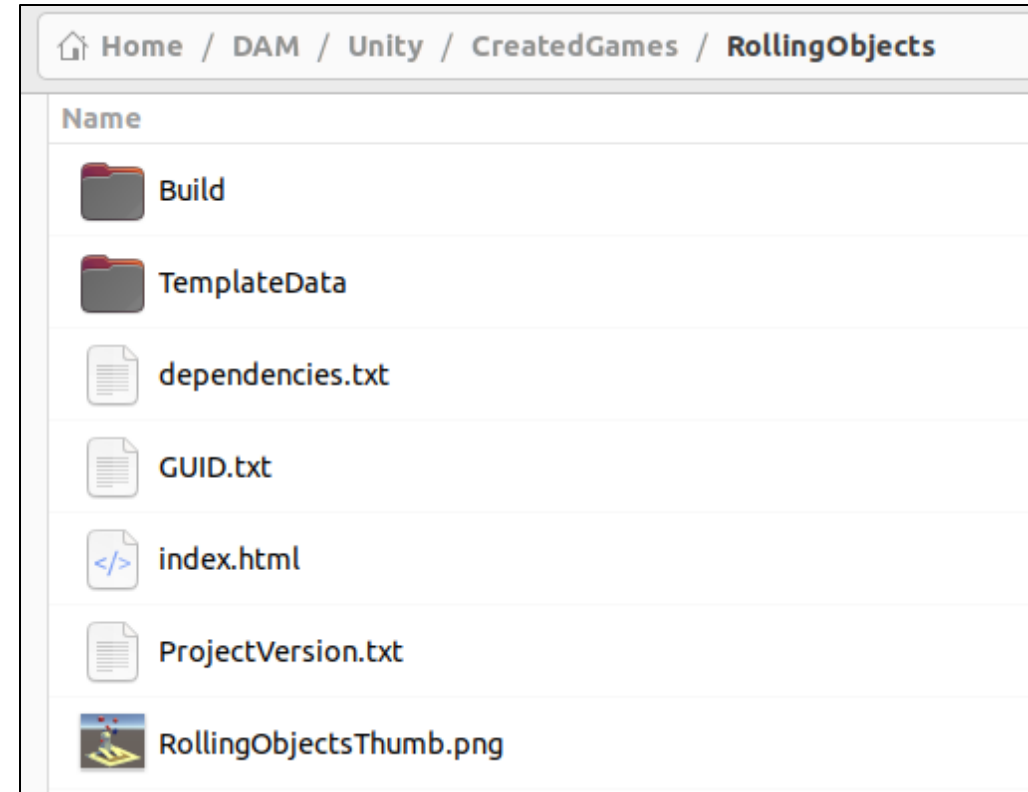 Home / DAM / Unity / CreatedGames / RollingObjects
Name
Build
TemplateData
dependencies.txt
GUID.txt
</> index.html
ProjectVersion.txt
RollingObjectsThumb.png